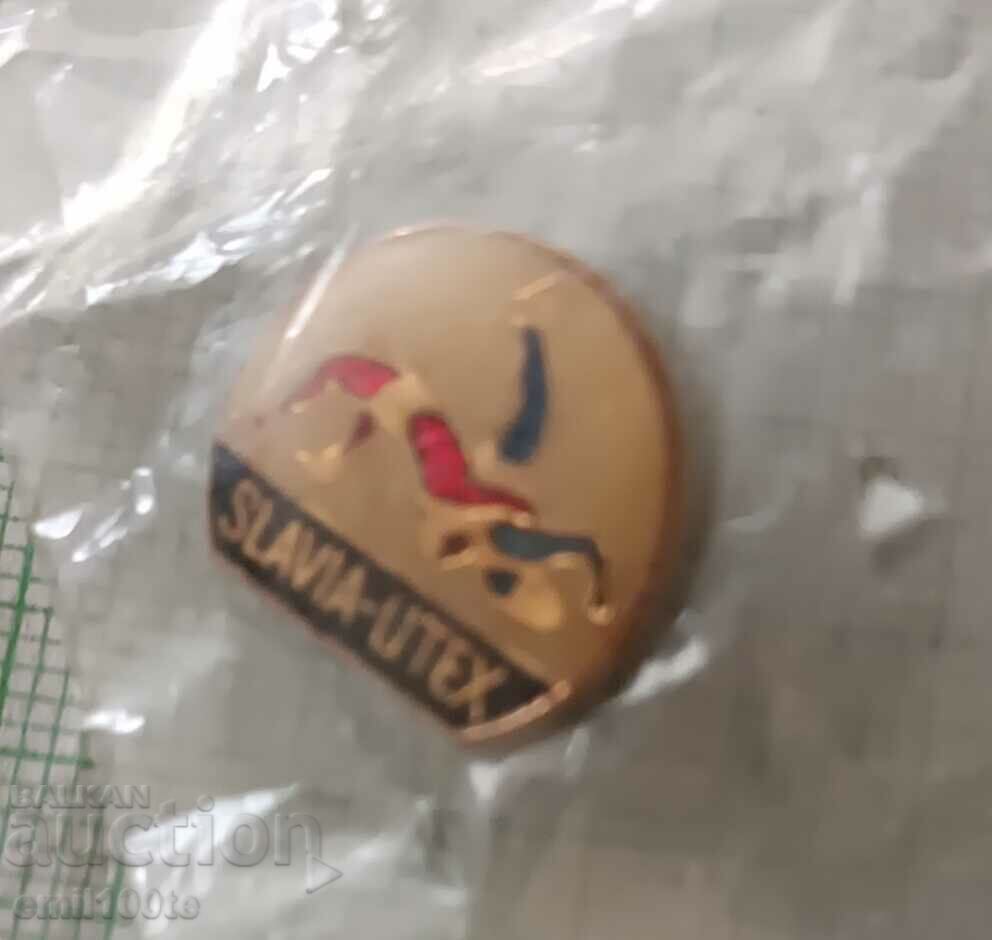 SLAVIA-UTEX
BALKAN
auction
emil100te